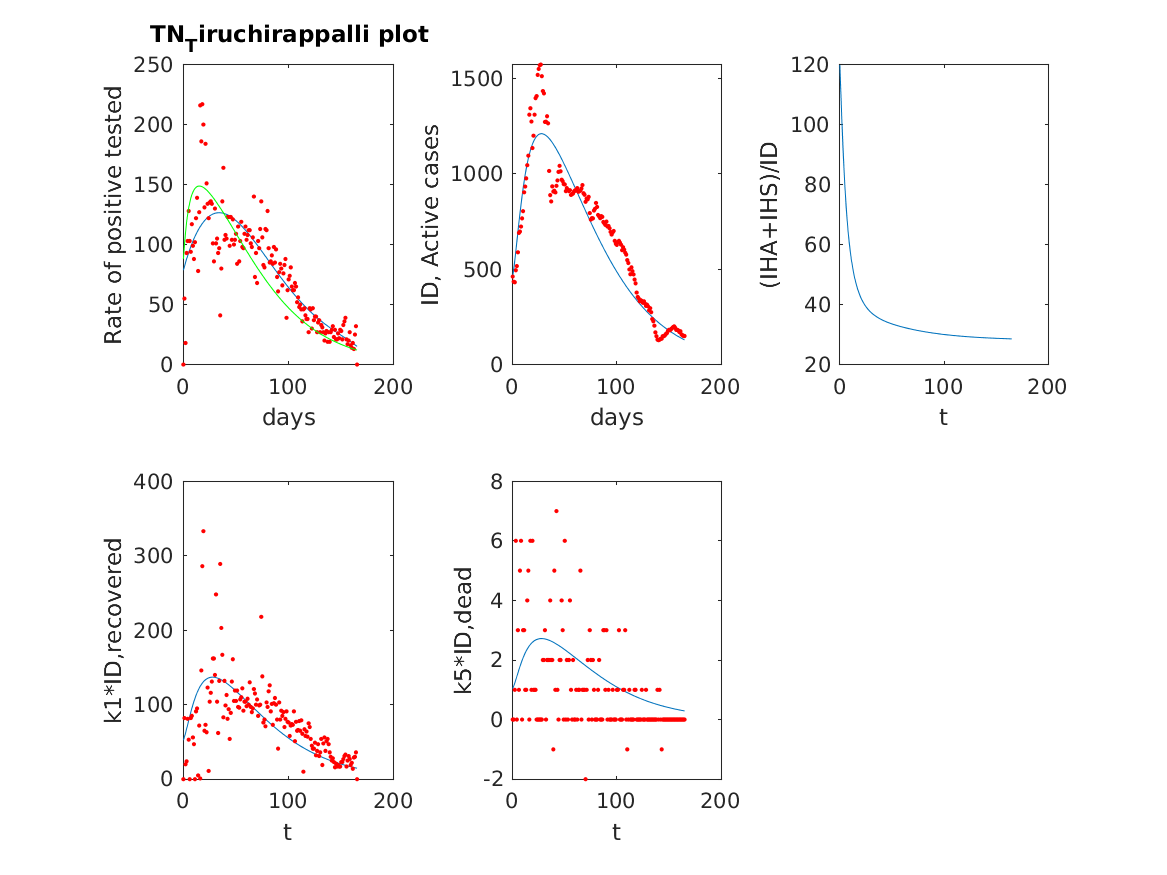 TN_Tiruchirappalli plot
250
200
150
100
50
0
0 100 200
days
Rate of positive tested
1500
1000
500
0
0 100 200
days
ID, Active cases
120
100
80
60
40
20
0 100 200
t
(IHA+IHS)/ID
400
300
200
100
0
0 100 200
t
k1*ID,recovered
8
6
4
2
0
-2
0 100 200
t
k5*ID,dead